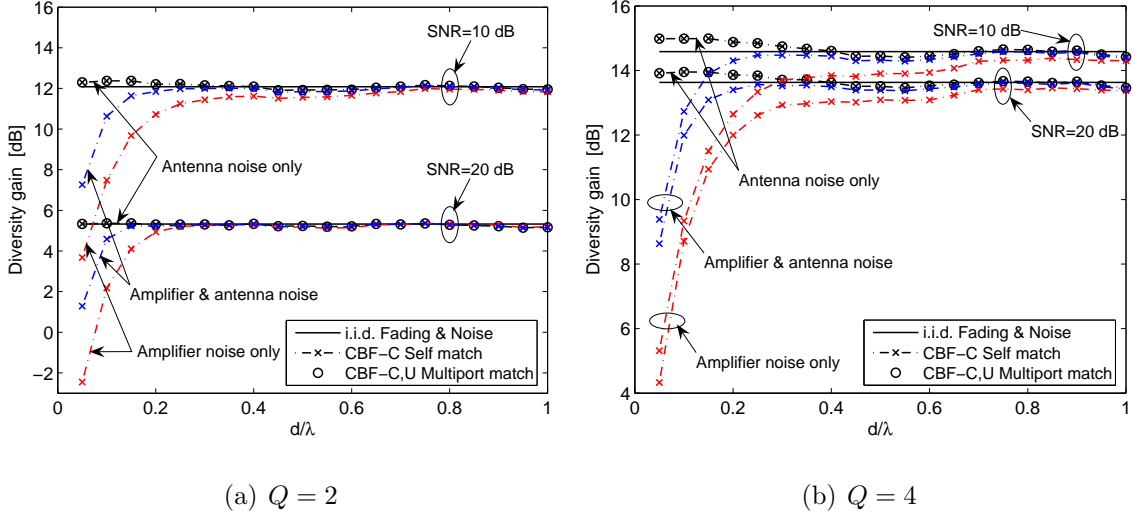 16
14
12
10
8
6
4
2
0
−2
Diversity gain [dB]
SNR=10 dB
Antenna noise only
SNR=20 dB
Amplifier & antenna noise
Amplifier noise only
i.i.d. Fading & Noise
CBF-C Self match
CBF-C,U Multiport match
0 0.2 0.4 0.6 0.8 1
d/λ
(a) Q = 2
16
14
12
10
8
6
4
Diversity gain [dB]
SNR=10 dB
SNR=20 dB
Antenna noise only
Amplifier & antenna noise
Amplifier noise only
i.i.d. Fading & Noise
CBF-C Self match
CBF-C,U Multiport match
0 0.2 0.4 0.6 0.8 1
d/λ
(b) Q = 4